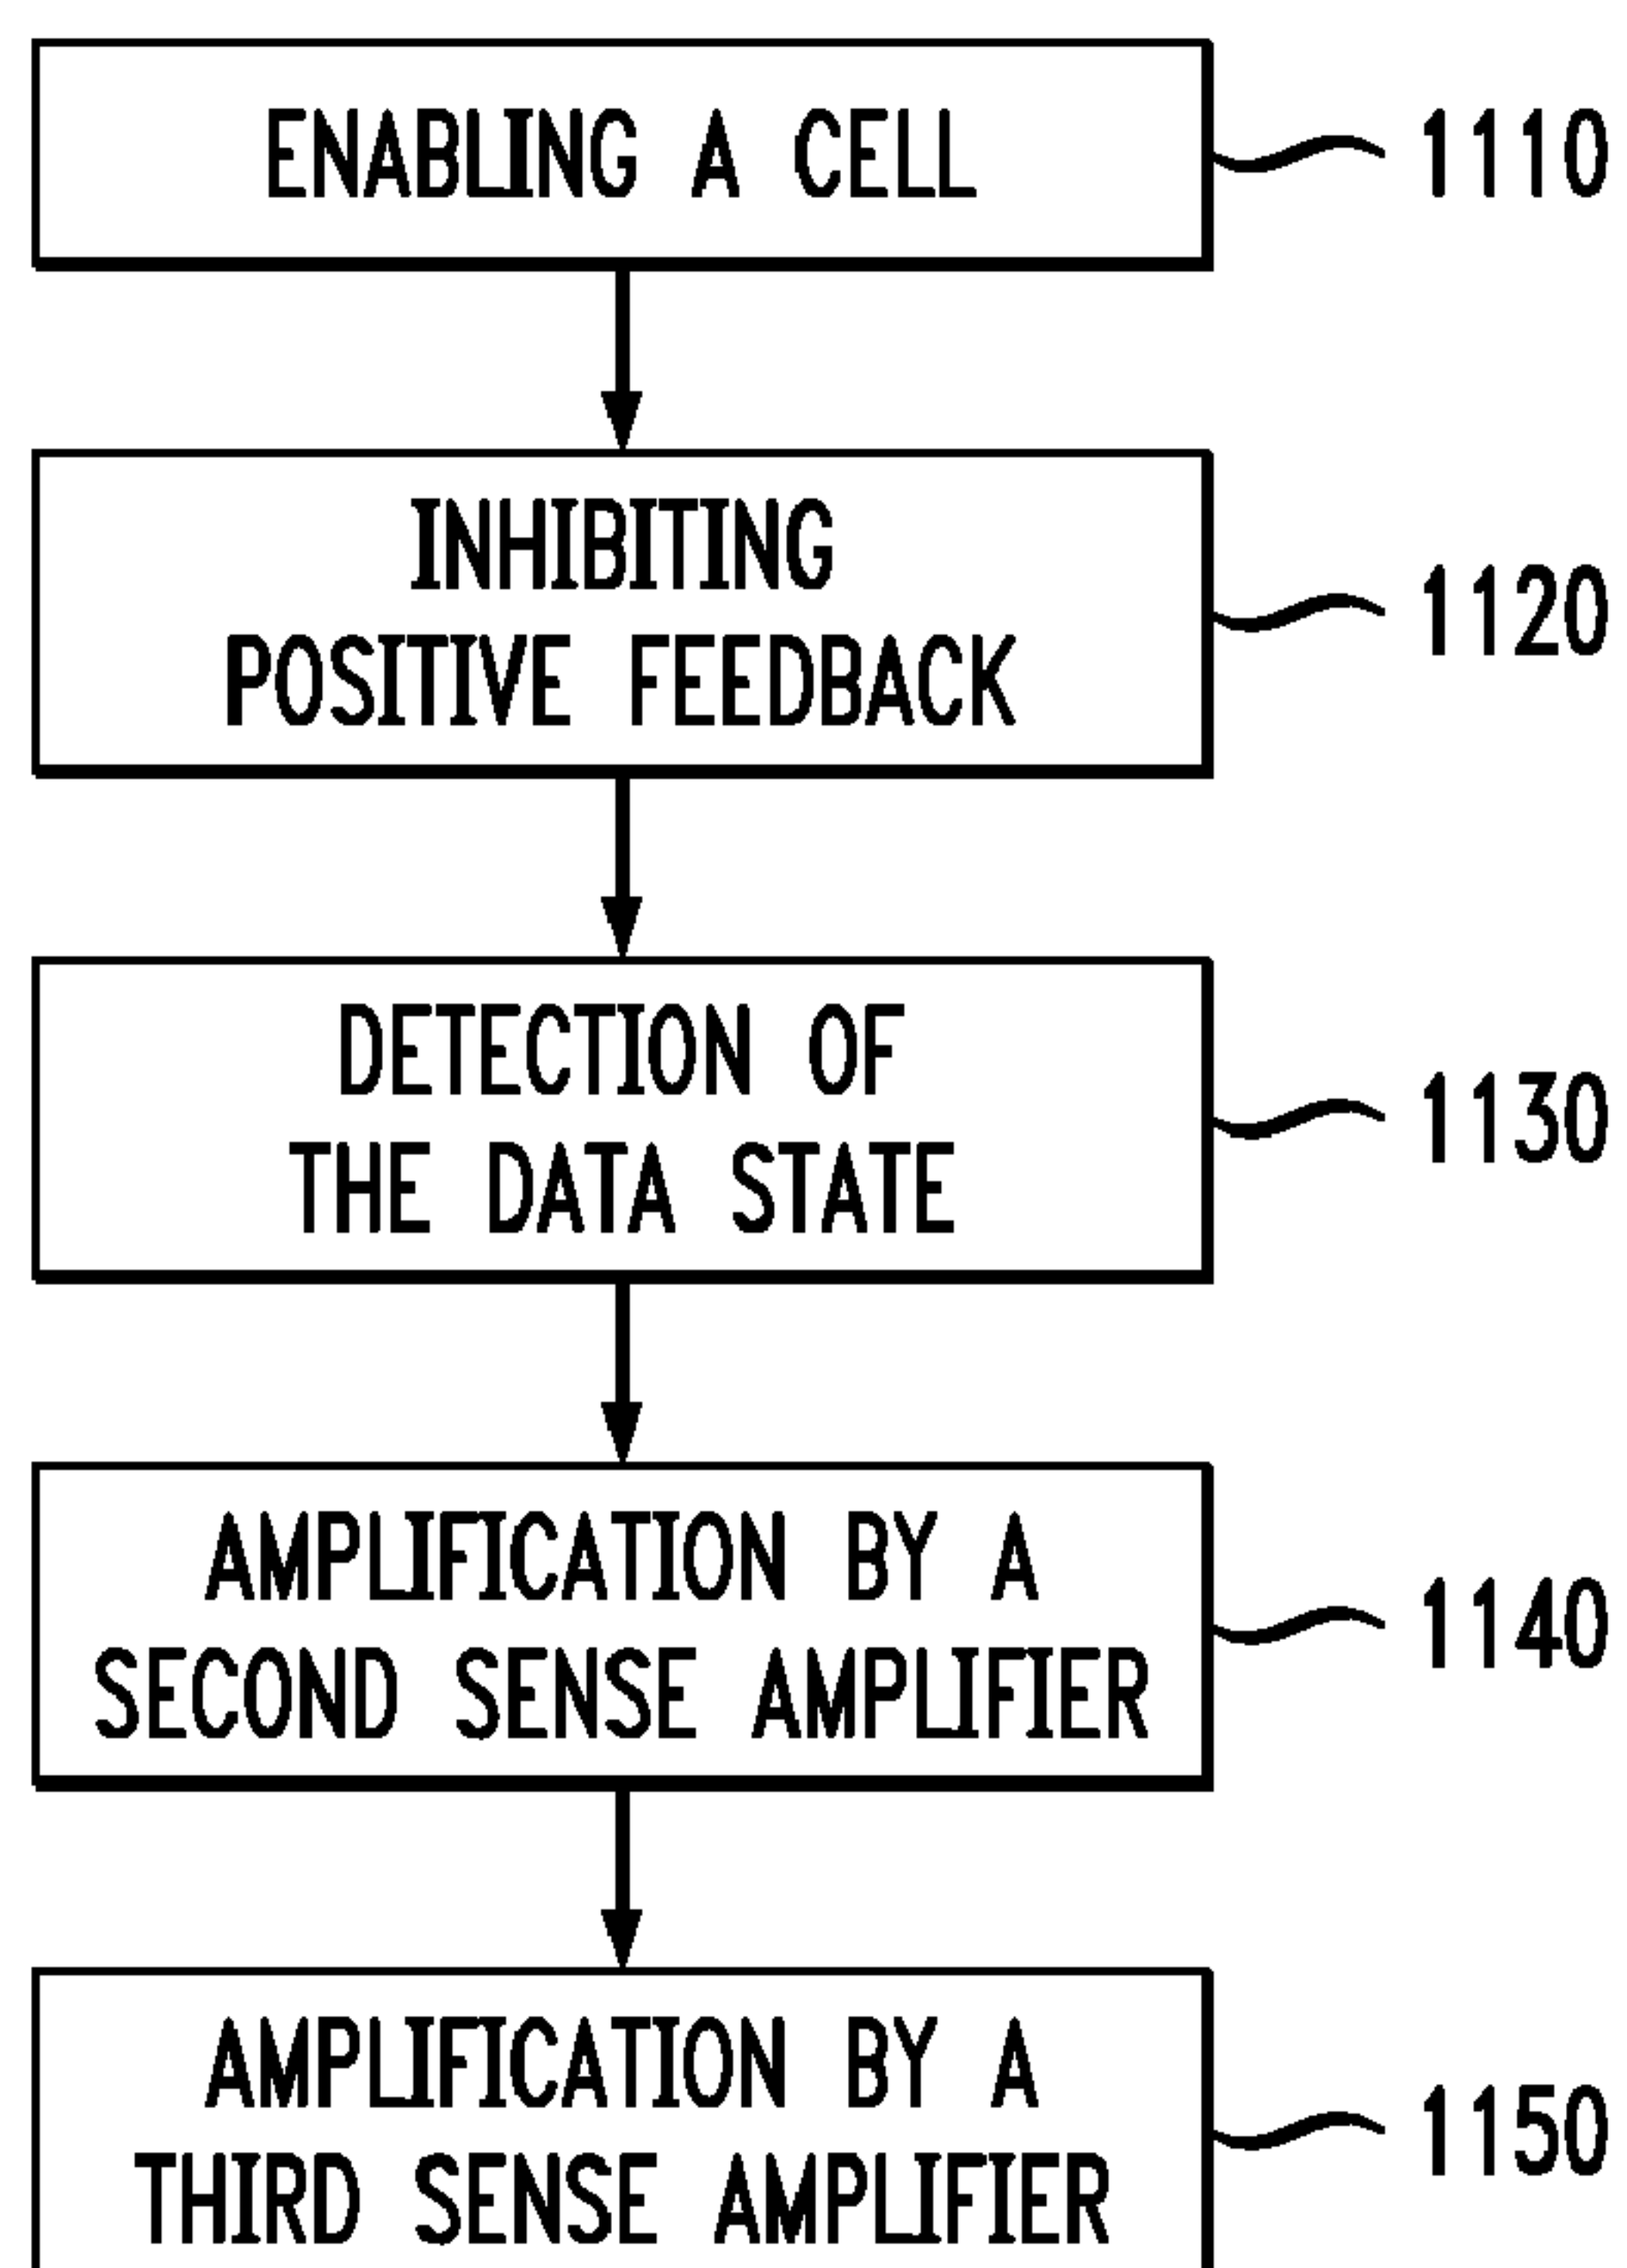 ENABLING A CELL
1110
INHIBITING
POSITIVE FEEDBACK
1120
DETECTION OF
THE DATA STATE
1130
AMPLIFICATION BY A
SECOND SENSE AMPLIFIER
1140
AMPLIFICATION BY A
THIRD SENSE AMPLIFIER
1150